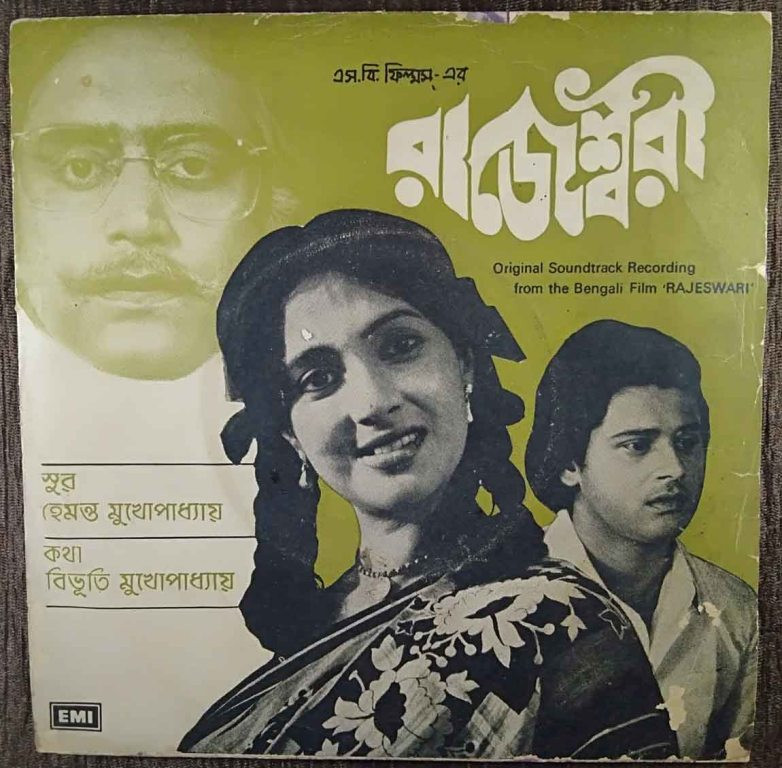 এস.বি. ফিল্মস্-এর
রাজেশ্বরী
Original Soundtrack Recording
from the Bengali Film ‘RAJESWARI’
সুর
হেমন্ত মুখোপাধ্যায়
কথা
বিভূতি মুখোপাধ্যায়
EMI